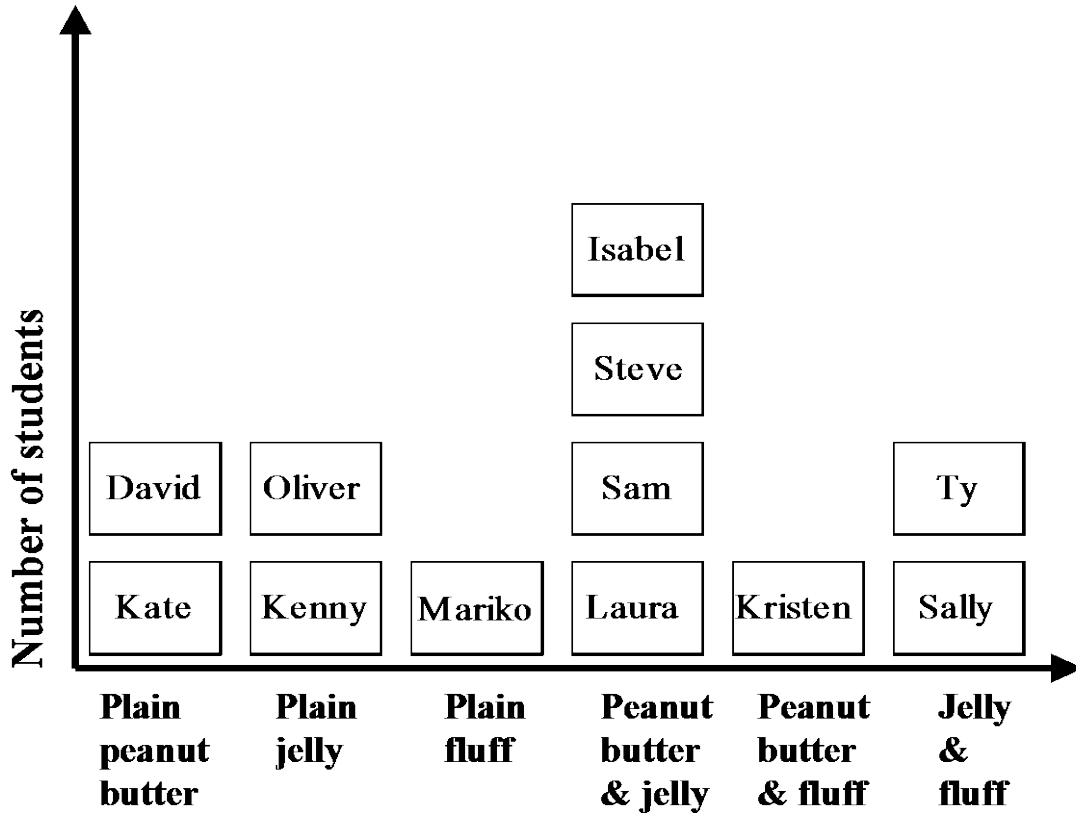 Number of students
Isabel
Steve
David
Oliver
Sam
Ty
Kate
Kenny
Mariko
Laura
Kristen
Sally
Plain
peanut
butter
Plain
jelly
Plain
fluff
Peanut
butter
& jelly
Peanut
butter
& fluff
Jelly
&
fluff